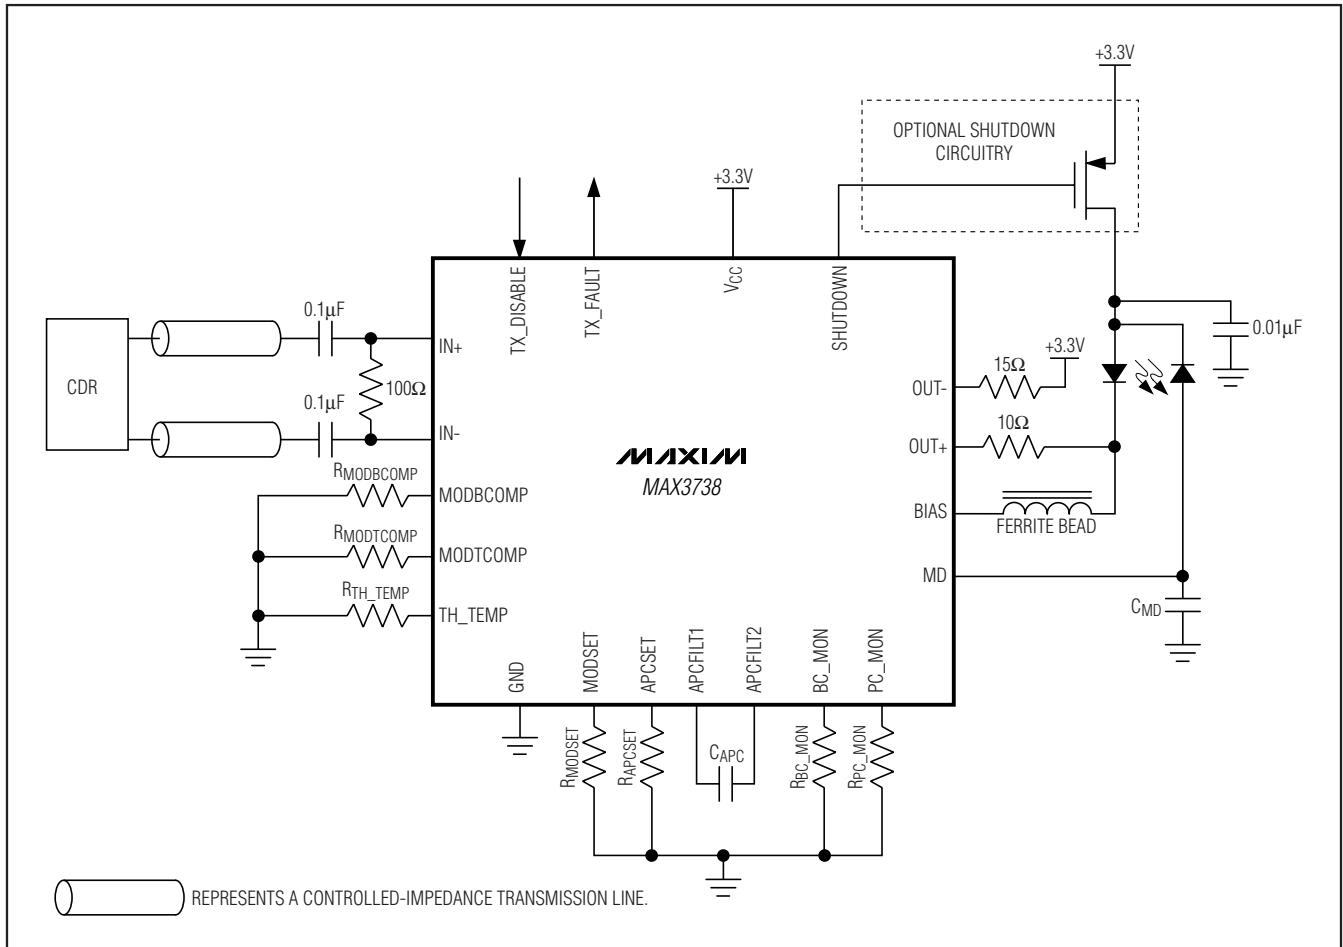 +3.3V
OPTIONAL SHUTDOWN
CIRCUITRY
+3.3V
TX_DISABLE
TX_FAULT
VCC
SHUTDOWN
0.1µF
IN+
CDR
100Ω
0.1µF
IN-
0.01µF
+3.3V
15Ω
OUT-
10Ω
OUT+
MAXIM
MAX3738
BIAS
FERRITE BEAD
MD
CMD
RMODBCOMP
MODBCOMP
RMODTCOMP
MODTCOMP
RTH_TEMP
TH_TEMP
GND
MODSET
APCSET
APCFILT1
APCFILT2
BC_MON
PC_MON
RMODSET
RAPCSET
CAPC
RBC_MON
RPC_MON
REPRESENTS A CONTROLLED-IMPEDANCE TRANSMISSION LINE.